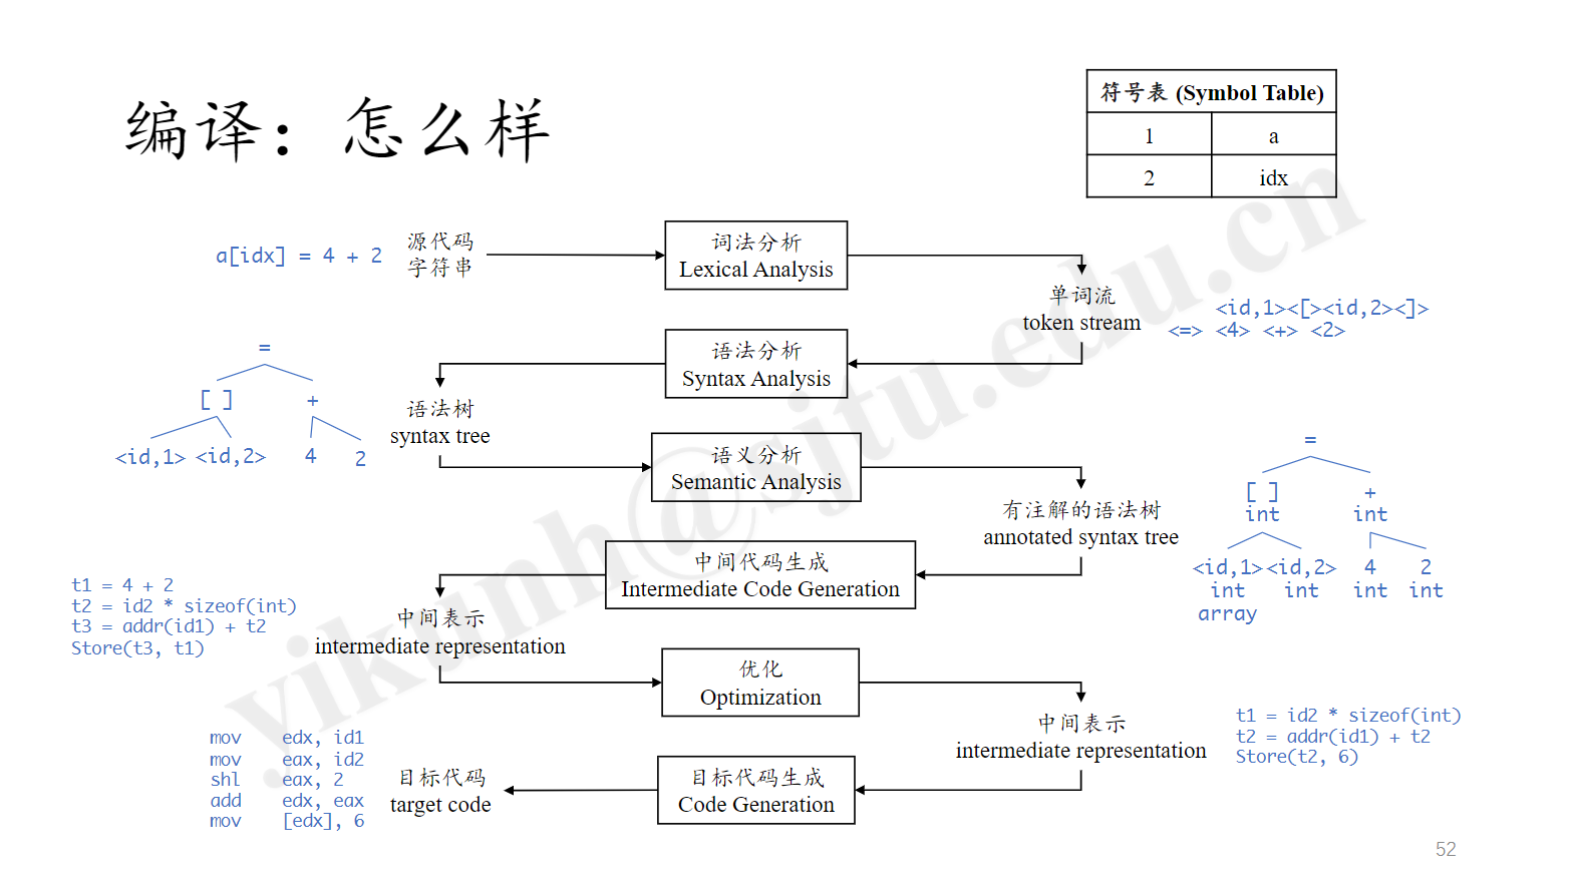 编译：怎么样
符号表 (Symbol Table)
1 a
2 idx
a[idx] = 4 + 2
源代码
字符串
词法分析
Lexical Analysis
单词流
token stream
<id,1><[><id,2><]>
<=> <4> <+> <2>
语法分析
Syntax Analysis
=
[ ] +
<id,1> <id,2> 4 2
语法树
syntax tree
语义分析
Semantic Analysis
有注解的语法树
annotated syntax tree
=
[ ] +
int int
<id,1> <id,2> 4 2
int int int int
array
中间代码生成
Intermediate Code Generation
t1 = 4 + 2
t2 = id2 * sizeof(int)
t3 = addr(id1) + t2
Store(t3, t1)
中间表示
intermediate representation
优化
Optimization
中间表示
intermediate representation
t1 = id2 * sizeof(int)
t2 = addr(id1) + t2
Store(t2, 6)
目标代码生成
Code Generation
目标代码
target code
mov edx, id1
mov eax, id2
shl eax, 2
add edx, eax
mov [edx], 6
yikunh@sjtu.edu.cn
52